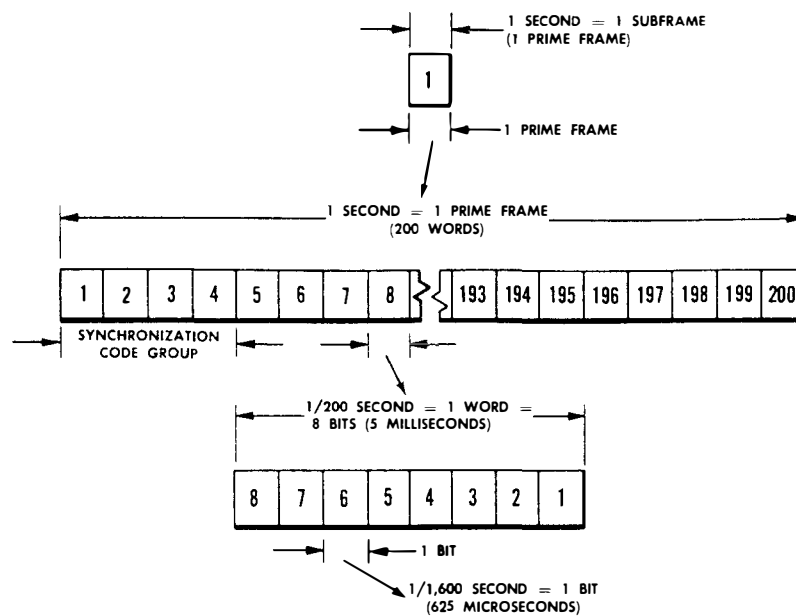 1 SECOND = 1 SUBFRAME
(1 PRIME FRAME)
1
1 PRIME FRAME
1 SECOND = 1 PRIME FRAME
(200 WORDS)
1 2 3 4 5 6 7 8 193 194 195 196 197 198 199 200
SYNCHRONIZATION
CODE GROUP
1/200 SECOND = 1 WORD =
8 BITS (5 MILLISECONDS)
8 7 6 5 4 3 2 1
1 BIT
1/1,600 SECOND = 1 BIT
(625 MICROSECONDS)